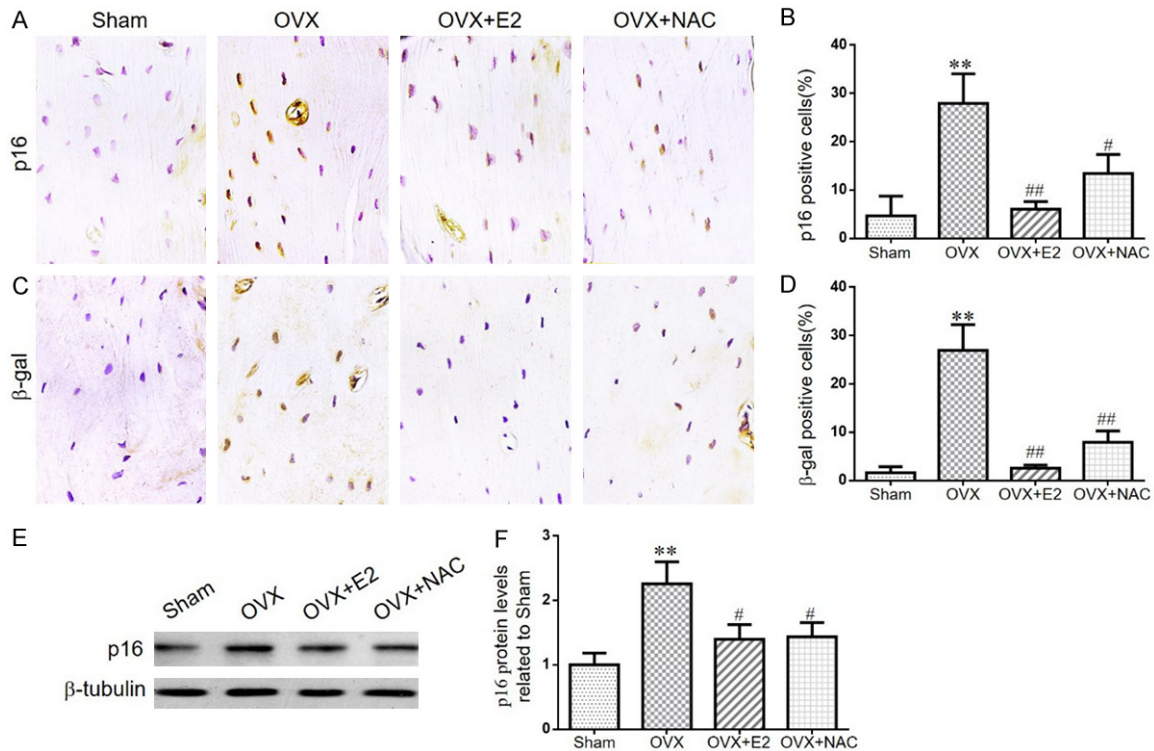 A
Sham
OVX
OVX+E2
OVX+NAC
p16
B
p16 positive cells(%)
40
30
20
10
0
**
##
#
Sham
OVX
OVX+E2
OVX+NAC
C
β-gal
D
β-gal positive cells(%)
40
30
20
10
0
**
##
##
Sham
OVX
OVX+E2
OVX+NAC
E
Sham
OVX
OVX+E2
OVX+NAC
p16
β-tubulin
F
p16 protein levels
related to Sham
3
2
1
0
**
#
#
Sham
OVX
OVX+E2
OVX+NAC